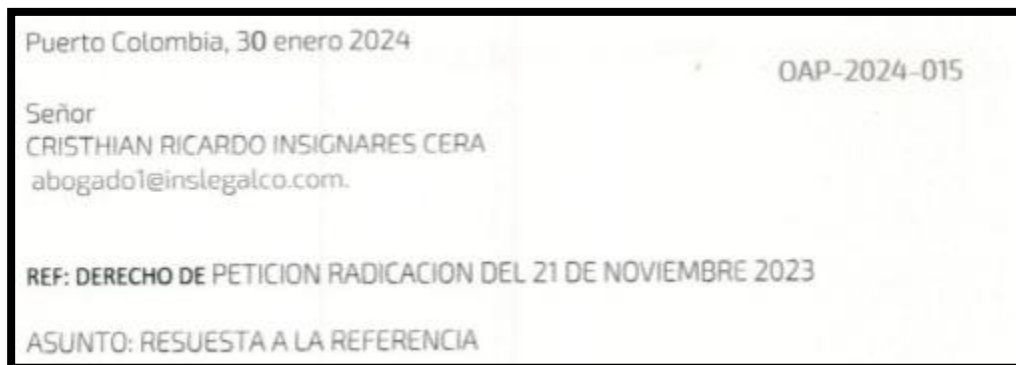 Puerto Colombia, 30 enero 2024
OAP-2024-015
Señor
CRISTHIAN RICARDO INSIGNARES CERA
abogado1@inslegalco.com.
REF: DERECHO DE PETICION RADICACION DEL 21 DE NOVIEMBRE 2023
ASUNTO: RESUESTA A LA REFERENCIA